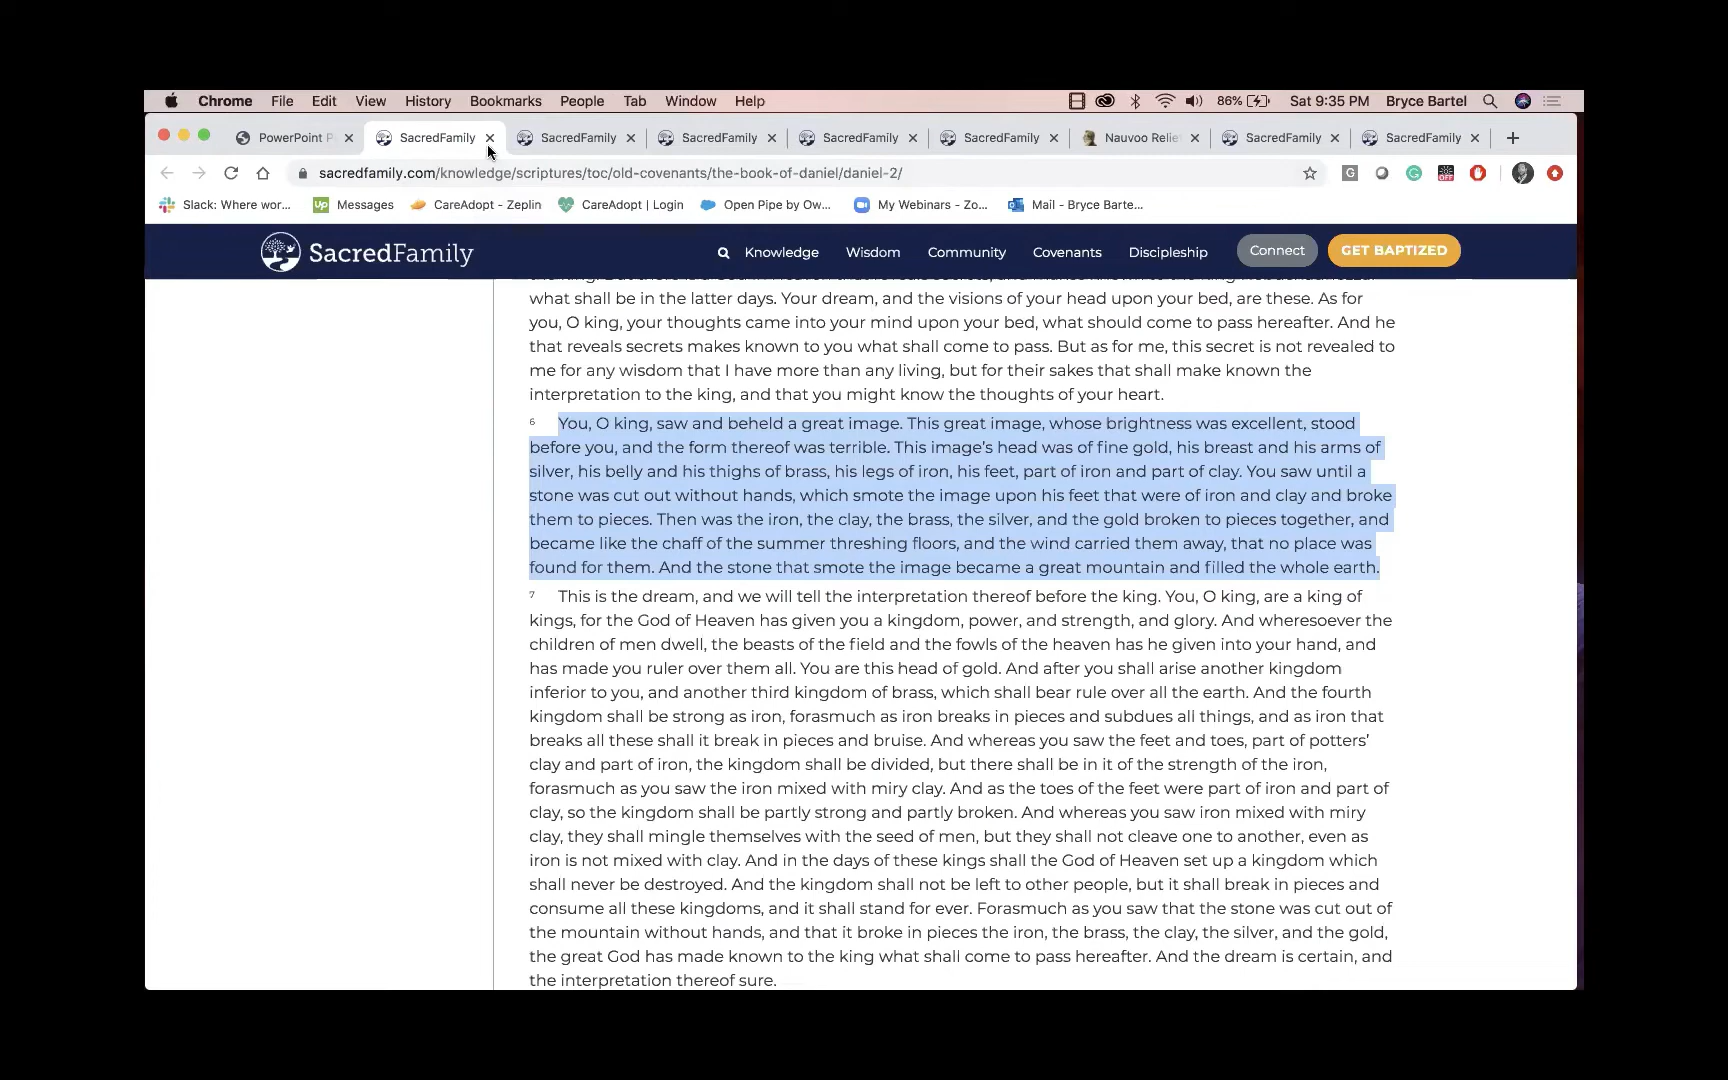 Chrome File Edit View History Bookmarks People Tab Window Help 86% Sat 9:35 PM Bryce Bartel
PowerPoint P SacredFamily SacredFamily SacredFamily SacredFamily SacredFamily Nauvoo Relie SacredFamily SacredFamily
sacredfamily.com/knowledge/scriptures/toc/old-covenants/the-book-of-daniel/daniel-2/
Slack: Where wor... Messages CareAdopt - Zeplin CareAdopt | Login Open Pipe by Ow... My Webinars - Zo... Mail - Bryce Barte...
SacredFamily Knowledge Wisdom Community Covenants Discipleship Connect GET BAPTIZED
what shall be in the latter days. Your dream, and the visions of your head upon your bed, are these. As for
you, O king, your thoughts came into your mind upon your bed, what should come to pass hereafter. And he
that reveals secrets makes known to you what shall come to pass. But as for me, this secret is not revealed to
me for any wisdom that I have more than any living, but for their sakes that shall make known the
interpretation to the king, and that you might know the thoughts of your heart.
6 You, O king, saw and beheld a great image. This great image, whose brightness was excellent, stood
before you, and the form thereof was terrible. This image's head was of fine gold, his breast and his arms of
silver, his belly and his thighs of brass, his legs of iron, his feet, part of iron and part of clay. You saw until a
stone was cut out without hands, which smote the image upon his feet that were of iron and clay and broke
them to pieces. Then was the iron, the clay, the brass, the silver, and the gold broken to pieces together, and
became like the chaff of the summer threshing floors, and the wind carried them away, that no place was
found for them. And the stone that smote the image became a great mountain and filled the whole earth.
7 This is the dream, and we will tell the interpretation thereof before the king. You, O king, are a king of
kings, for the God of Heaven has given you a kingdom, power, and strength, and glory. And wheresoever the
children of men dwell, the beasts of the field and the fowls of the heaven has he given into your hand, and
has made you ruler over them all. You are this head of gold. And after you shall arise another kingdom
inferior to you, and another third kingdom of brass, which shall bear rule over all the earth. And the fourth
kingdom shall be strong as iron, forasmuch as iron breaks in pieces and subdues all things, and as iron that
breaks all these shall it break in pieces and bruise. And whereas you saw the feet and toes, part of potters'
clay and part of iron, the kingdom shall be divided, but there shall be in it of the strength of the iron,
forasmuch as you saw the iron mixed with miry clay. And as the toes of the feet were part of iron and part of
clay, so the kingdom shall be partly strong and partly broken. And whereas you saw iron mixed with miry
clay, they shall mingle themselves with the seed of men, but they shall not cleave one to another, even as
iron is not mixed with clay. And in the days of these kings shall the God of Heaven set up a kingdom which
shall never be destroyed. And the kingdom shall not be left to other people, but it shall break in pieces and
consume all these kingdoms, and it shall stand for ever. Forasmuch as you saw that the stone was cut out of
the mountain without hands, and that it broke in pieces the iron, the brass, the clay, the silver, and the gold,
the great God has made known to the king what shall come to pass hereafter. And the dream is certain, and
the interpretation thereof sure.